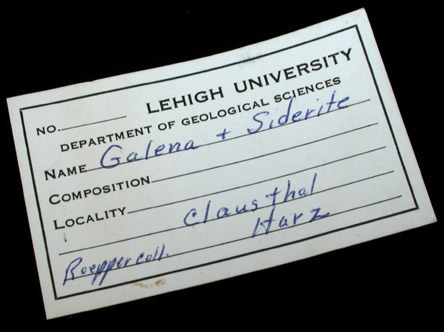 LEHIGH UNIVERSITY
NO.
DEPARTMENT OF GEOLOGICAL SCIENCES
NAME Galena + Siderite
COMPOSITION
LOCALITY Clausthal
Harz
Roepper coll.